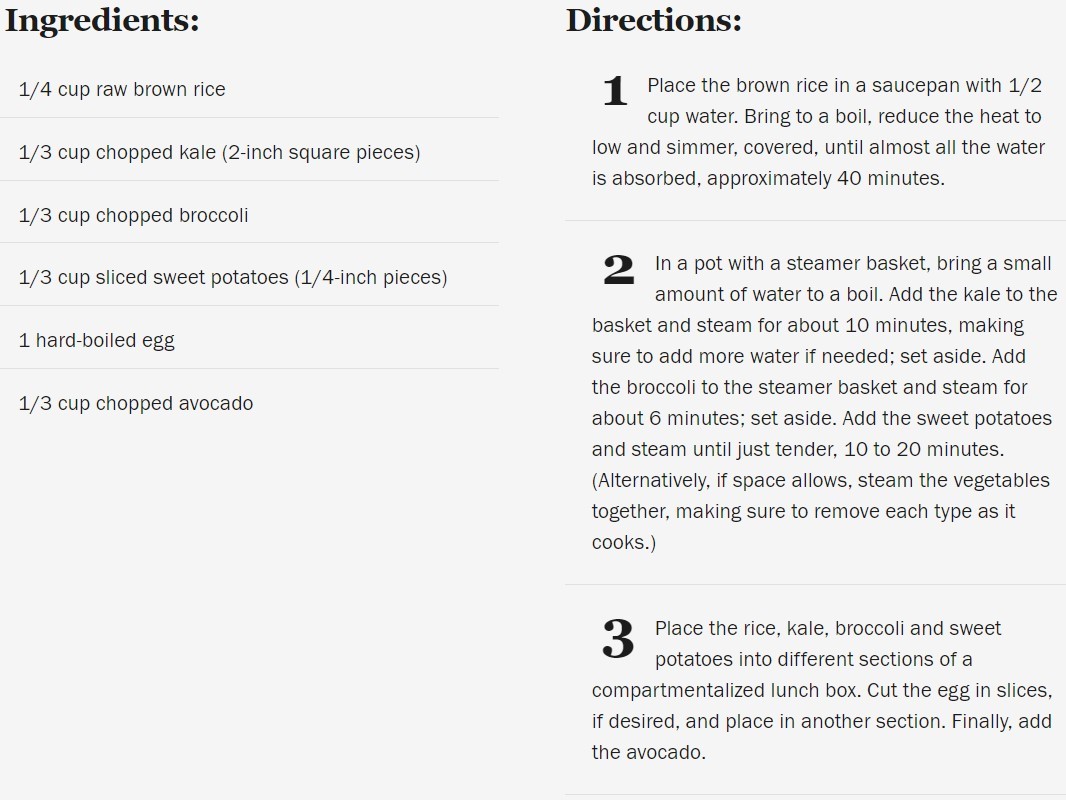 Ingredients:
1/4 cup raw brown rice
1/3 cup chopped kale (2-inch square pieces)
1/3 cup chopped broccoli
1/3 cup sliced sweet potatoes (1/4-inch pieces)
1 hard-boiled egg
1/3 cup chopped avocado
Directions:
1 Place the brown rice in a saucepan with 1/2
cup water. Bring to a boil, reduce the heat to
low and simmer, covered, until almost all the water
is absorbed, approximately 40 minutes.
2 In a pot with a steamer basket, bring a small
amount of water to a boil. Add the kale to the
basket and steam for about 10 minutes, making
sure to add more water if needed; set aside. Add
the broccoli to the steamer basket and steam for
about 6 minutes; set aside. Add the sweet potatoes
and steam until just tender, 10 to 20 minutes.
(Alternatively, if space allows, steam the vegetables
together, making sure to remove each type as it
cooks.)
3 Place the rice, kale, broccoli and sweet
potatoes into different sections of a
compartmentalized lunch box. Cut the egg in slices,
if desired, and place in another section. Finally, add
the avocado.